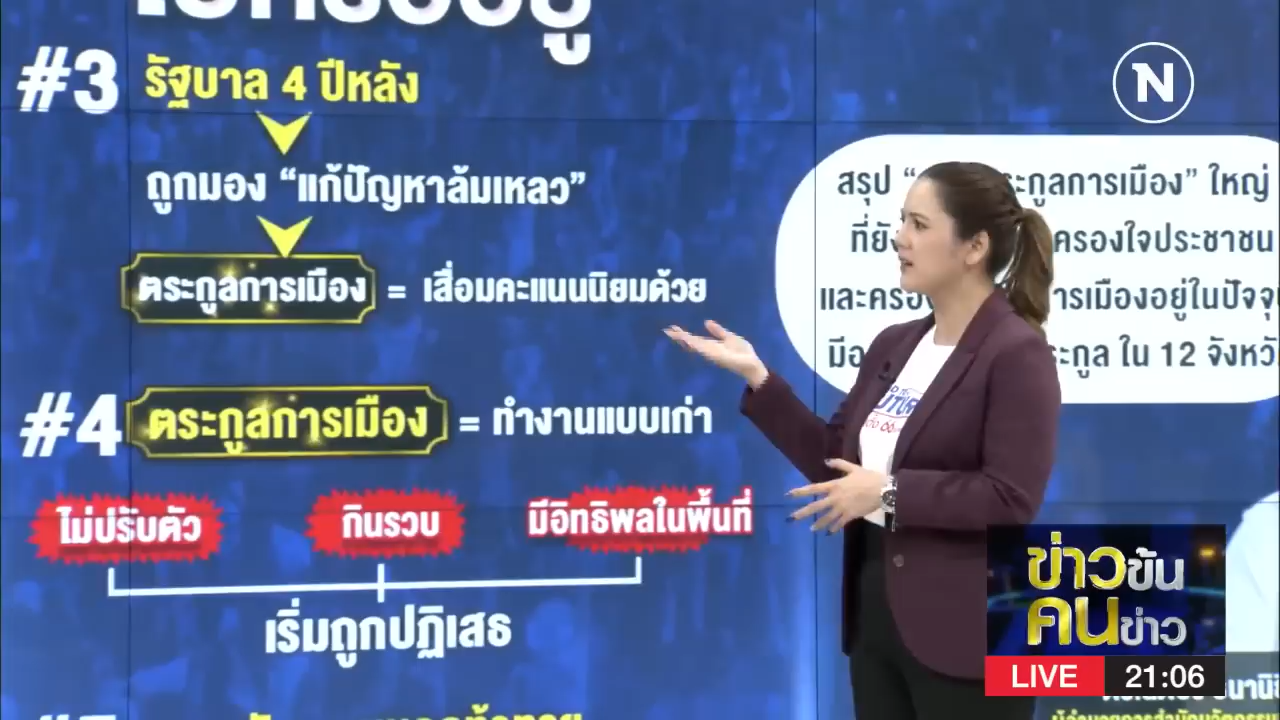 #3 รัฐบาล 4 ปีหลัง
ถูกมอง “แก้ปัญหาล้มเหลว”
ตระกูลการเมือง = เสื่อมคะแนนนิยมด้วย
#4 ตระกูลการเมือง = ทำงานแบบเก่า
ไม่ปรับตัว กินรวบ มีอิทธิพลในพื้นที่
เริ่มถูกปฏิเสธ
N
สรุป “ ระกูลการเมือง” ใหญ่
ที่ยัง ครองใจประชาชน
และครอง ารเมืองอยู่ในปัจจุ
มีอ ระกูล ใน 12 จังหวั
ข่าวข้น
คนข่าว
LIVE 21:06